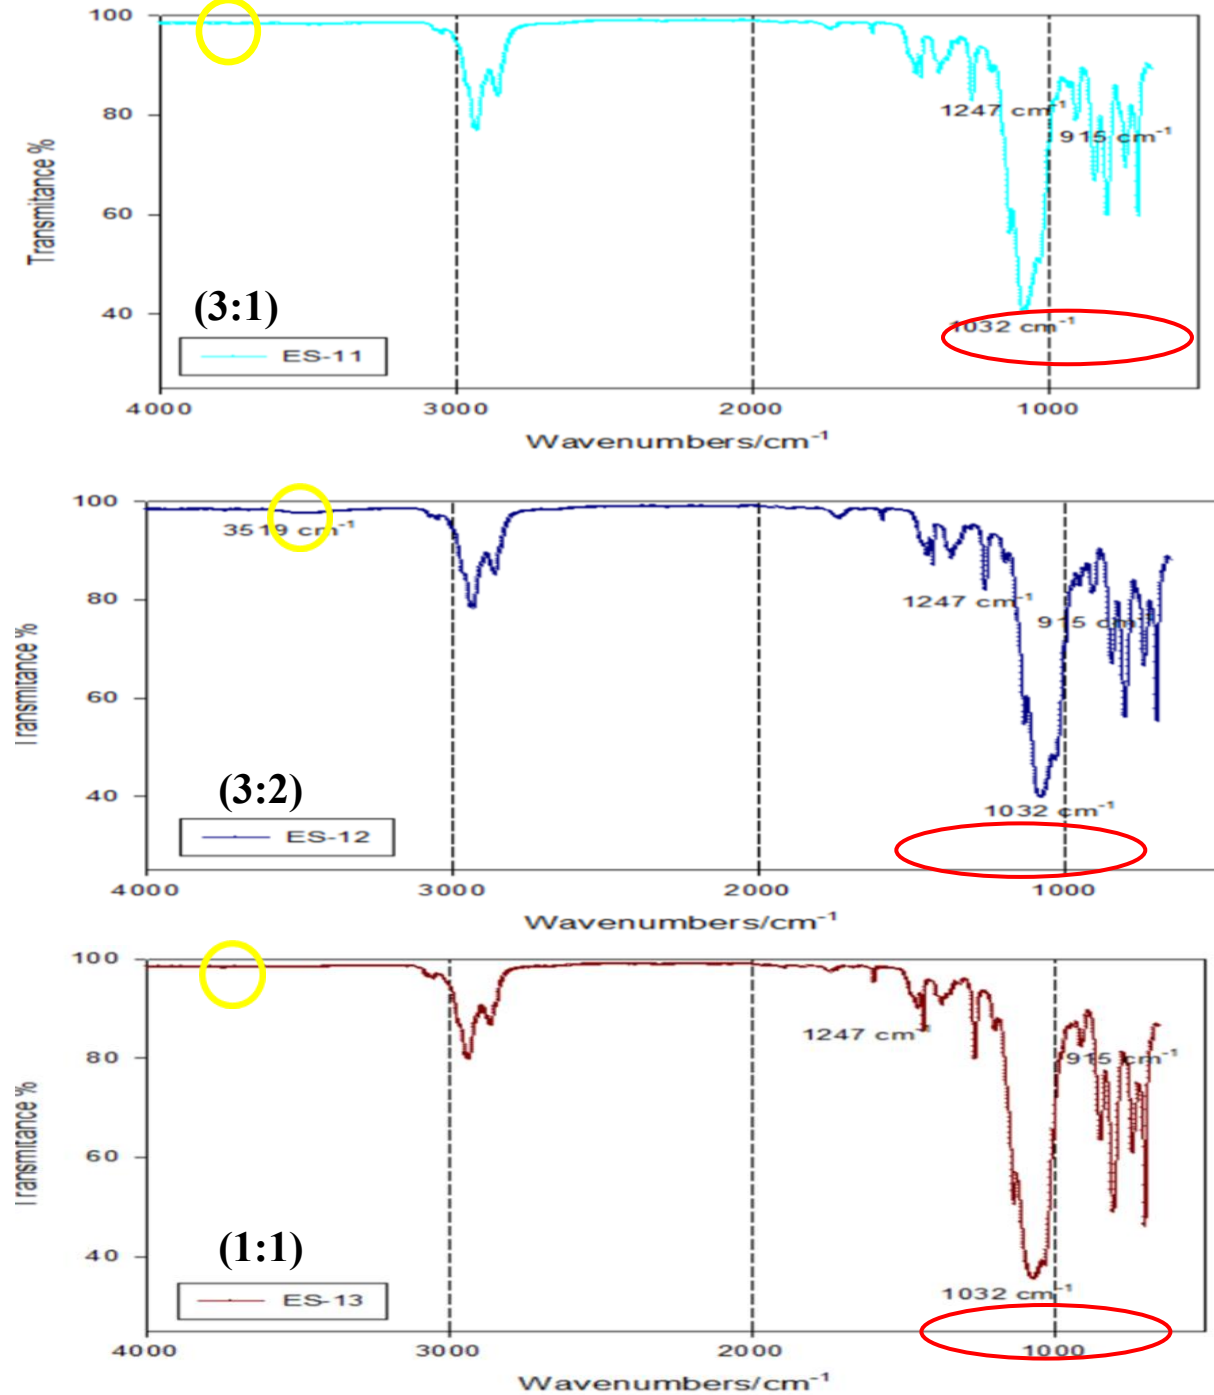 100
80
60
40
Transmitance %
1247 cm-1
915 cm-1
1032 cm-1
(3:1)
ES-11
4000 3000 2000 1000
Wavenumbers/cm-1
100
80
60
40
Transmitance %
3519 cm-1
1247 cm-1
915 cm-1
1032 cm-1
(3:2)
ES-12
4000 3000 2000 1000
Wavenumbers/cm-1
100
80
60
40
Transmitance %
1247 cm-1
915 cm-1
1032 cm-1
(1:1)
ES-13
4000 3000 2000 1000
Wavenumbers/cm-1